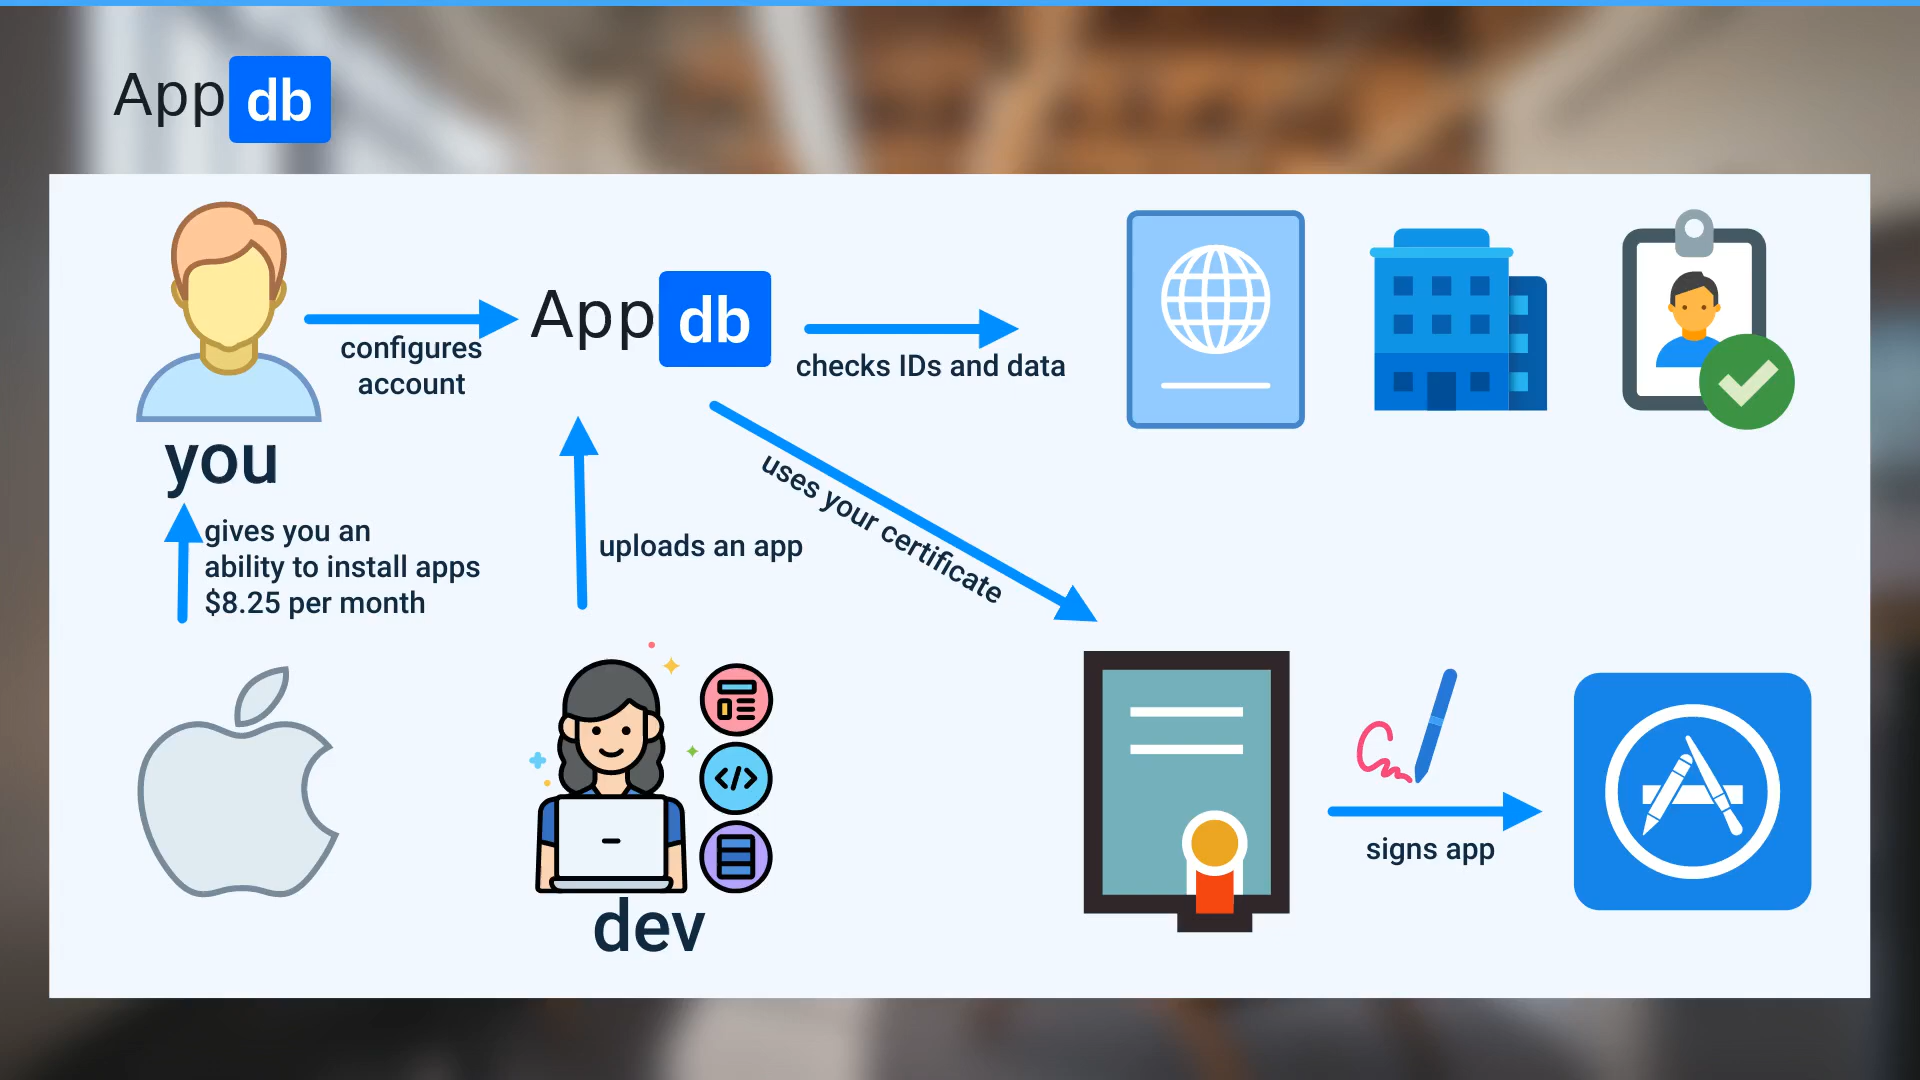 App db
App db
configures
account
checks IDs and data
you
uses your certificate
gives you an
ability to install apps
$8.25 per month
uploads an app
</>
signs app
dev